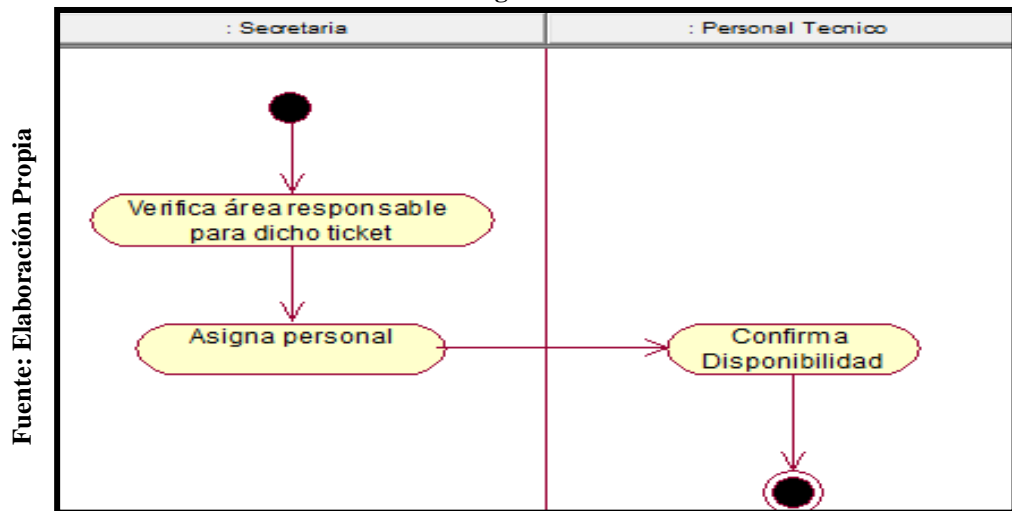 : Secretaria
: Personal Tecnico
Verifica área responsable
para dicho ticket
Asigna personal
Confirma
Disponibilidad
Fuente: Elaboración Propia